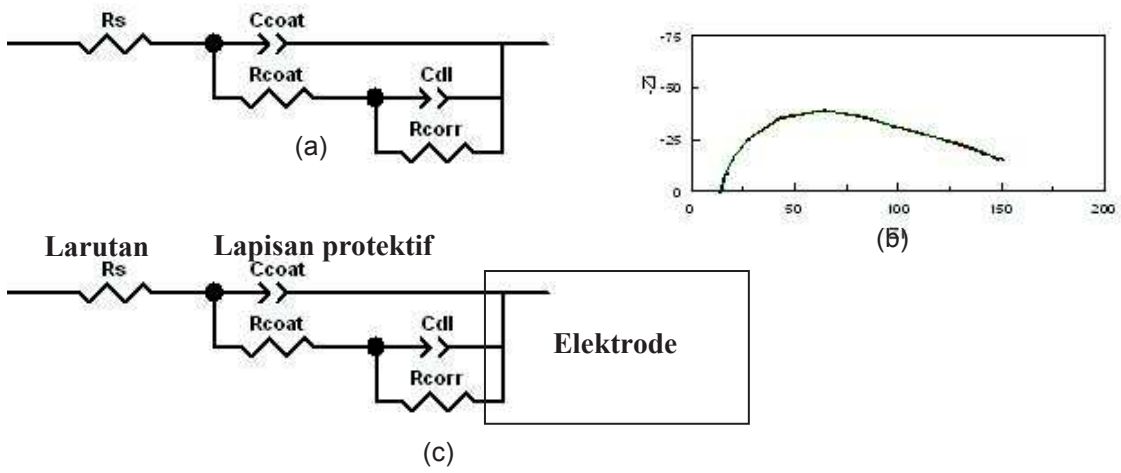 Rs
Ccoat
Rcoat
Cdl
Rcorr
(a)
-75
-50
-25
0
0
50
100
150
200
(b)
Larutan
Lapisan protektif
Rs
Ccoat
Rcoat
Cdl
Rcorr
Elektrode
(c)